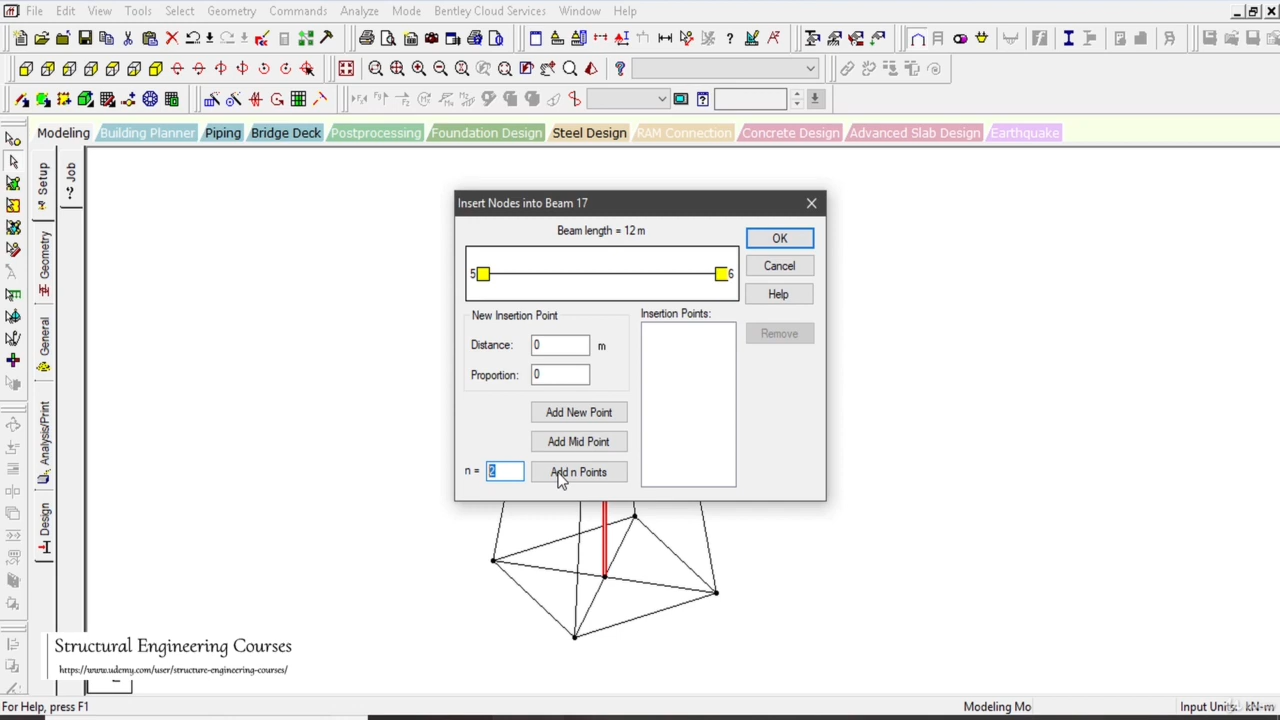 File Edit View Tools Select Geometry Commands Analyze Mode Bentley Cloud Services Window Help
Modeling Building Planner Piping Bridge Deck Postprocessing Foundation Design Steel Design RAM Connection Concrete Design Advanced Slab Design Earthquake
Setup
Job
Geometry
General
Analysis/Print
Design
Insert Nodes into Beam 17
Beam length = 12 m
5
6
OK
Cancel
Help
Remove
New Insertion Point
Insertion Points:
Distance: 0 m
Proportion: 0
Add New Point
Add Mid Point
n = 2 Add n Points
Structural Engineering Courses
https://www.udemy.com/user/structure-engineering-courses/
For Help, press F1
Modeling Mo
Input Units: kN-m